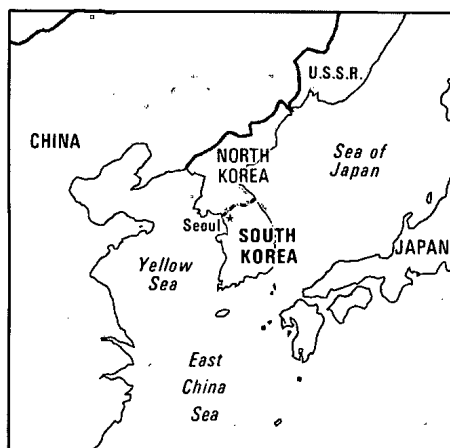 U.S.S.R.
CHINA
NORTH
KOREA
Sea of
Japan
Seoul
SOUTH
KOREA
JAPAN
Yellow
Sea
East
China
Sea